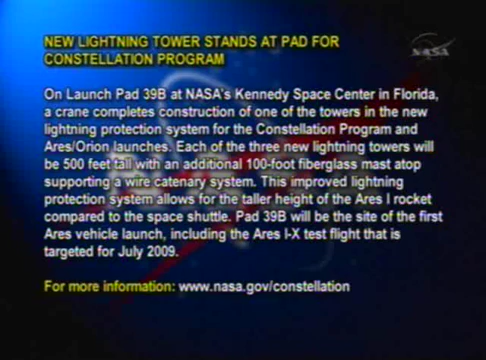 NEW LIGHTNING TOWER STANDS AT PAD FOR
CONSTELLATION PROGRAM
NASA
On Launch Pad 39B at NASA's Kennedy Space Center in Florida,
a crane completes construction of one of the towers in the new
lightning protection system for the Constellation Program and
Ares/Orion launches. Each of the three new lightning towers will
be 500 feet tall with an additional 100-foot fiberglass mast atop
supporting a wire catenary system. This improved lightning
protection system allows for the taller height of the Ares I rocket
compared to the space shuttle. Pad 39B will be the site of the first
Ares vehicle launch, including the Ares I-X test flight that is
targeted for July 2009.
For more information: www.nasa.gov/constellation